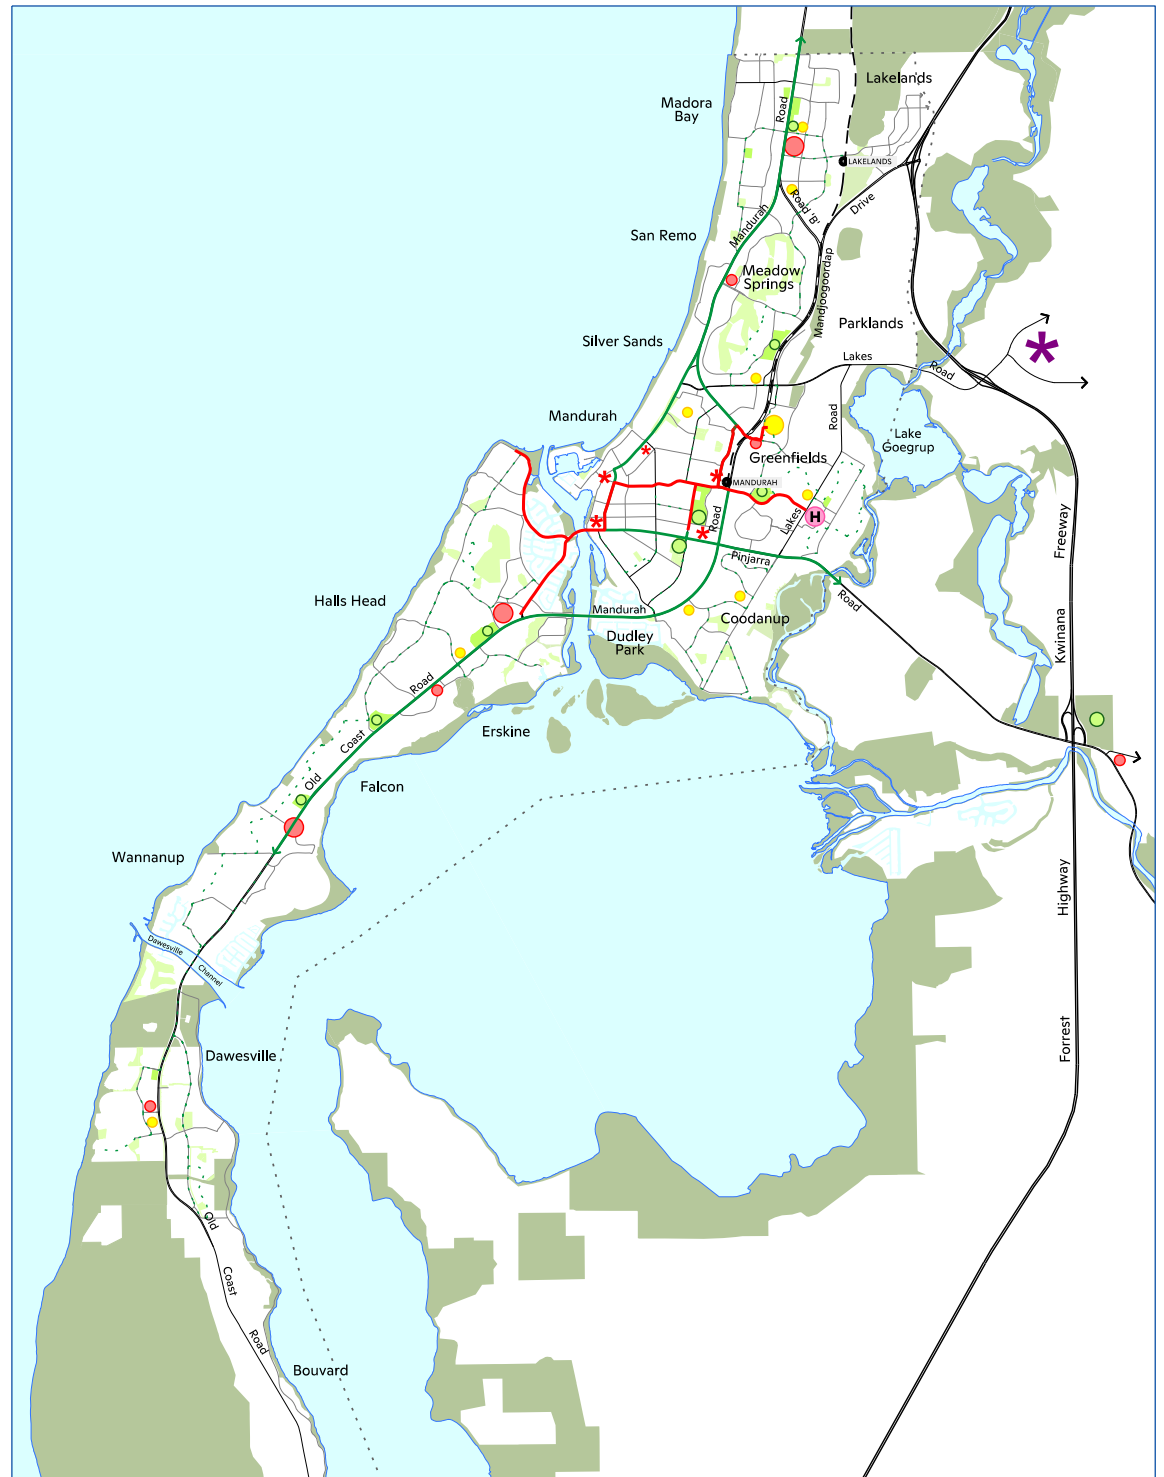 Lakelands
Madora
Bay
Road
LAKELANDS
Drive
Road 'B'
Mandurah
San Remo
Meadow
Springs
Mandjoogoordap
Parklands
Silver Sands
Lakes
Road
Mandurah
Road
Lake
Goegrup
Greenfields
MANDURAH
H
Lakes
Road
Freeway
Pinjarra
Road
Halls Head
Mandurah
Coodanup
Dudley
Park
Kwinana
Road
Erskine
Coast
Old
Falcon
Wannanup
Highway
Dawesville
Channel
Forrest
Dawesville
Old
Coast
Road
Bouvard